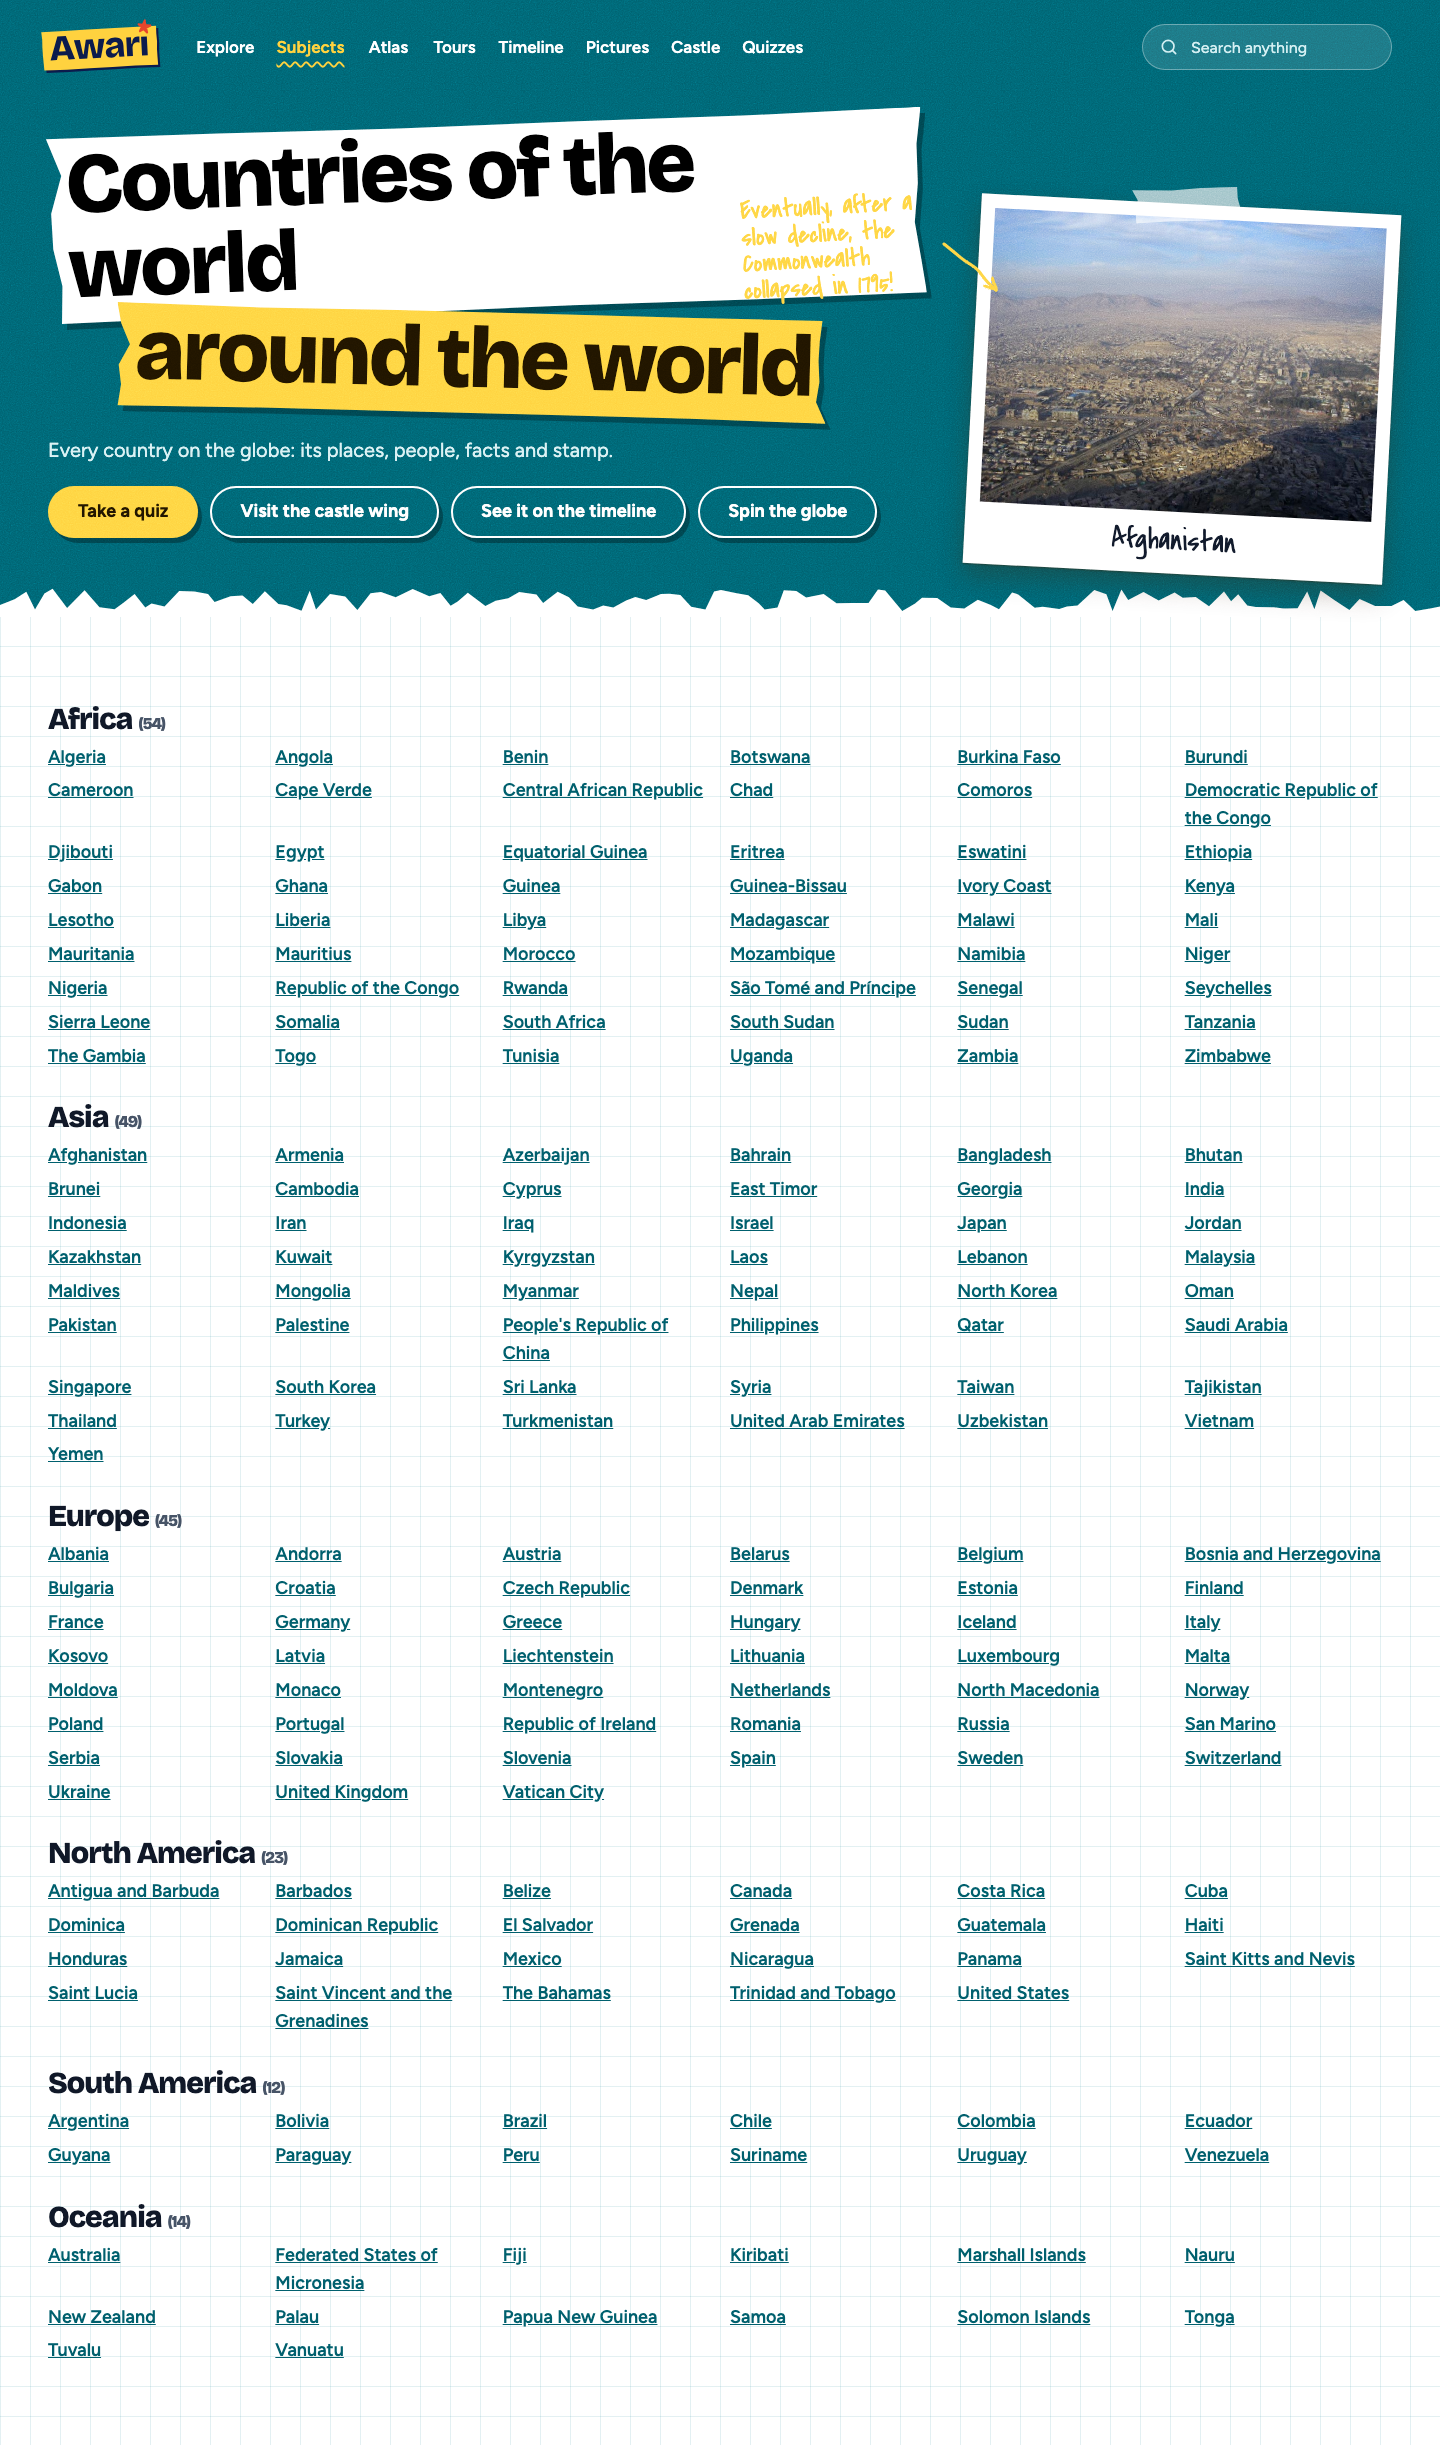 Awari
Explore Subjects Atlas Tours Timeline Pictures Castle Quizzes
Search anything
Countries of the
world
Eventually, after a
slow decline, the
Commonwealth
collapsed in 1795!
around the world
Every country on the globe: its places, people, facts and stamp.
Take a quiz Visit the castle wing See it on the timeline Spin the globe
Afghanistan
Africa (54)
Algeria Angola Benin Botswana Burkina Faso Burundi
Cameroon Cape Verde Central African Republic Chad Comoros Democratic Republic of
the Congo
Djibouti Egypt Equatorial Guinea Eritrea Eswatini Ethiopia
Gabon Ghana Guinea Guinea-Bissau Ivory Coast Kenya
Lesotho Liberia Libya Madagascar Malawi Mali
Mauritania Mauritius Morocco Mozambique Namibia Niger
Nigeria Republic of the Congo Rwanda São Tomé and Príncipe Senegal Seychelles
Sierra Leone Somalia South Africa South Sudan Sudan Tanzania
The Gambia Togo Tunisia Uganda Zambia Zimbabwe
Asia (49)
Afghanistan Armenia Azerbaijan Bahrain Bangladesh Bhutan
Brunei Cambodia Cyprus East Timor Georgia India
Indonesia Iran Iraq Israel Japan Jordan
Kazakhstan Kuwait Kyrgyzstan Laos Lebanon Malaysia
Maldives Mongolia Myanmar Nepal North Korea Oman
Pakistan Palestine People's Republic of Philippines Qatar Saudi Arabia
China
Singapore South Korea Sri Lanka Syria Taiwan Tajikistan
Thailand Turkey Turkmenistan United Arab Emirates Uzbekistan Vietnam
Yemen
Europe (45)
Albania Andorra Austria Belarus Belgium Bosnia and Herzegovina
Bulgaria Croatia Czech Republic Denmark Estonia Finland
France Germany Greece Hungary Iceland Italy
Kosovo Latvia Liechtenstein Lithuania Luxembourg Malta
Moldova Monaco Montenegro Netherlands North Macedonia Norway
Poland Portugal Republic of Ireland Romania Russia San Marino
Serbia Slovakia Slovenia Spain Sweden Switzerland
Ukraine United Kingdom Vatican City
North America (23)
Antigua and Barbuda Barbados Belize Canada Costa Rica Cuba
Dominica Dominican Republic El Salvador Grenada Guatemala Haiti
Honduras Jamaica Mexico Nicaragua Panama Saint Kitts and Nevis
Saint Lucia Saint Vincent and the The Bahamas Trinidad and Tobago United States
Grenadines
South America (12)
Argentina Bolivia Brazil Chile Colombia Ecuador
Guyana Paraguay Peru Suriname Uruguay Venezuela
Oceania (14)
Australia Federated States of Fiji Kiribati Marshall Islands Nauru
Micronesia
New Zealand Palau Papua New Guinea Samoa Solomon Islands Tonga
Tuvalu Vanuatu